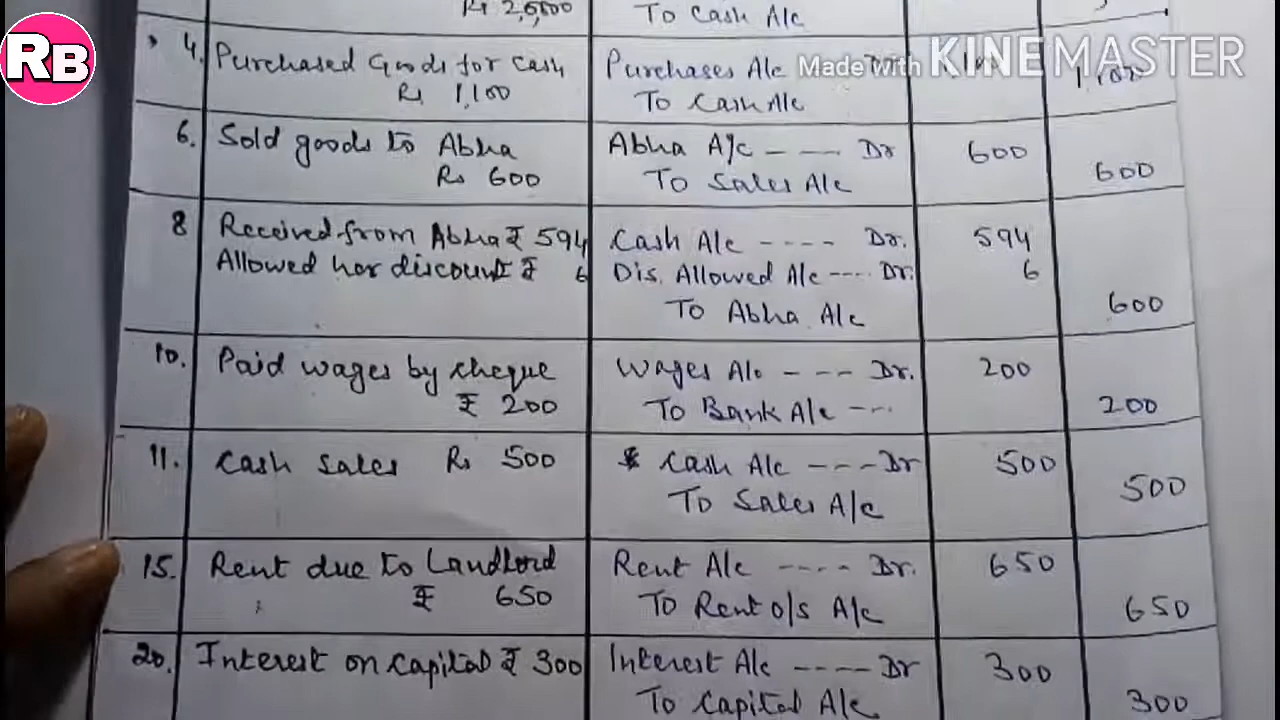 RB
Made with KINEMASTER
To Cash A/c
4. Purchased Goods for cash Purchases A/c
Rs 1,100 To Cash A/c
6. Sold goods to Abha Abha A/c - --- Dr 600
Rs 600 To Sales A/c 600
8 Received from Abha ₹ 594 Cash A/c ---- Dr. 594
Allowed her discount ₹ 6 Dis. Allowed A/c ---- Dr. 6
To Abha A/c 600
10. Paid wages by cheque Wages A/c - -- Dr. 200
₹ 200 To Bank A/c --- 200
11. Cash Sales Rs 500 Cash A/c --- Dr 500
To Sales A/c 500
15. Rent due to Landlord Rent A/c ---- Dr. 650
₹ 650 To Rent o/s A/c 650
20. Interest on capital ₹ 300 Interest A/c ---- Dr 300
To Capital A/c 300